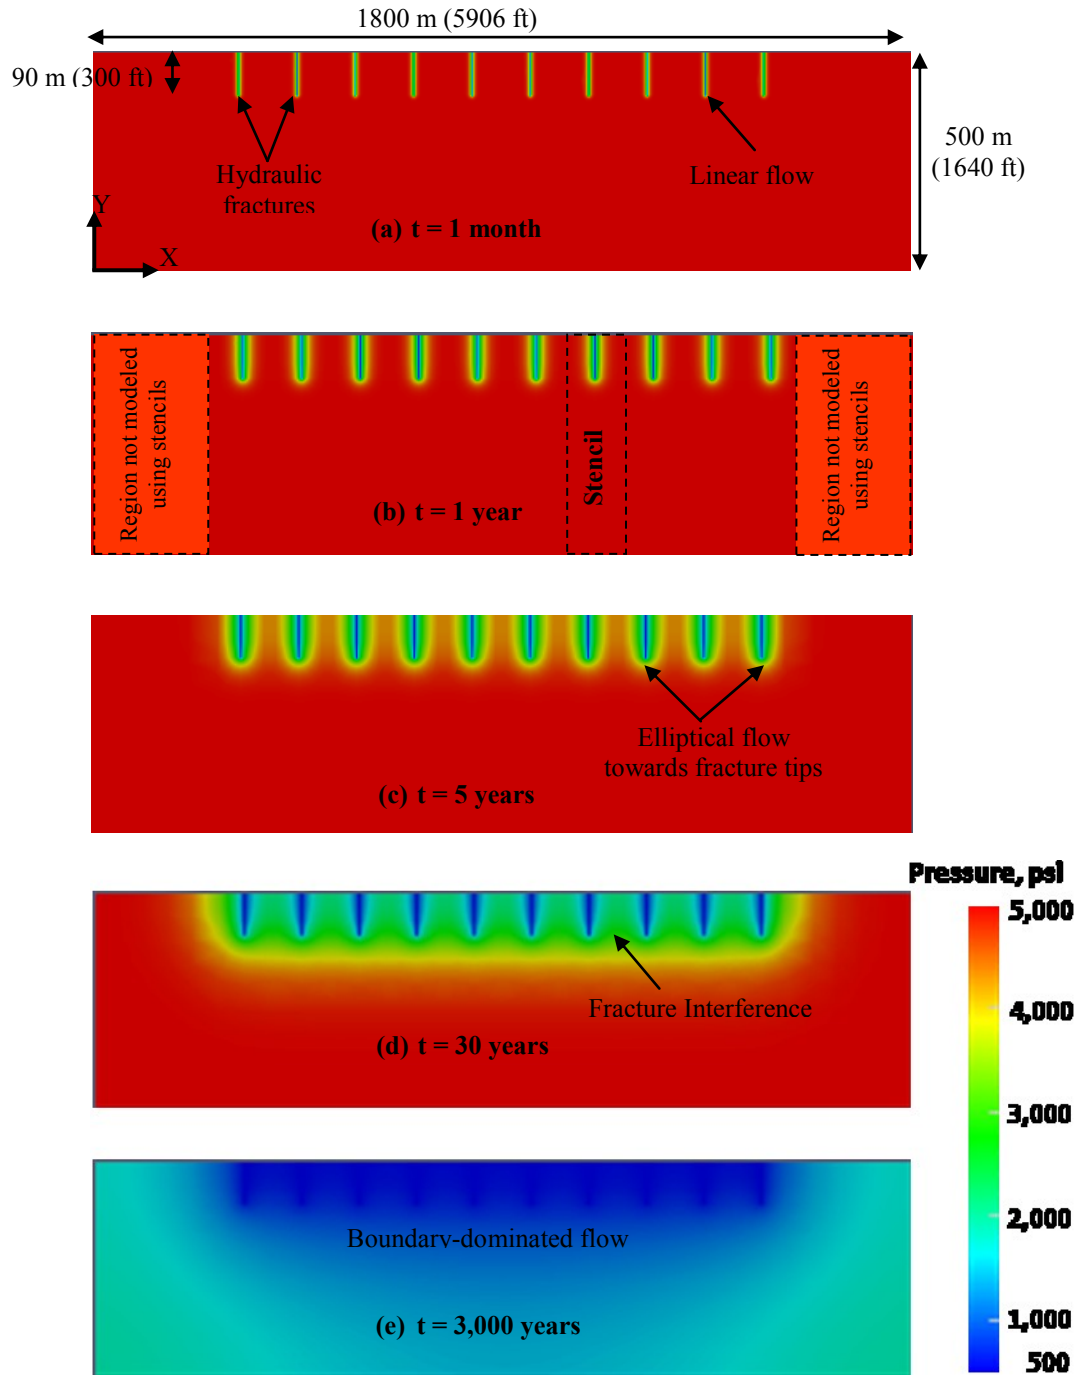 1800 m (5906 ft)
90 m (300 ft)
500 m
(1640 ft)
Hydraulic
fractures
Linear flow
Y
X
(a) t = 1 month
Region not modeled
using stencils
Stencil
Region not modeled
using stencils
(b) t = 1 year
Elliptical flow
towards fracture tips
(c) t = 5 years
Pressure, psi
5,000
4,000
3,000
2,000
1,000
500
Fracture Interference
(d) t = 30 years
Boundary-dominated flow
(e) t = 3,000 years